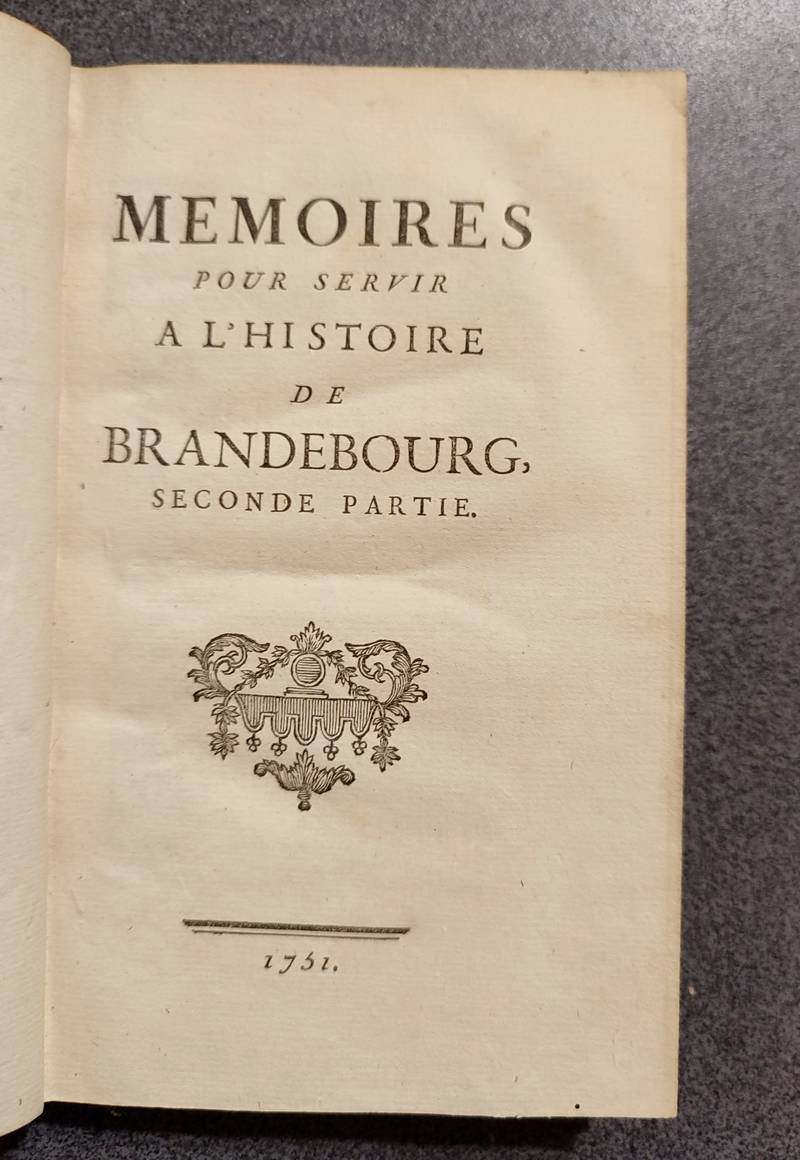 MEMOIRES
POUR SERVIR
A L'HISTOIRE
DE
BRANDEBOURG,
SECONDE PARTIE.
1751.